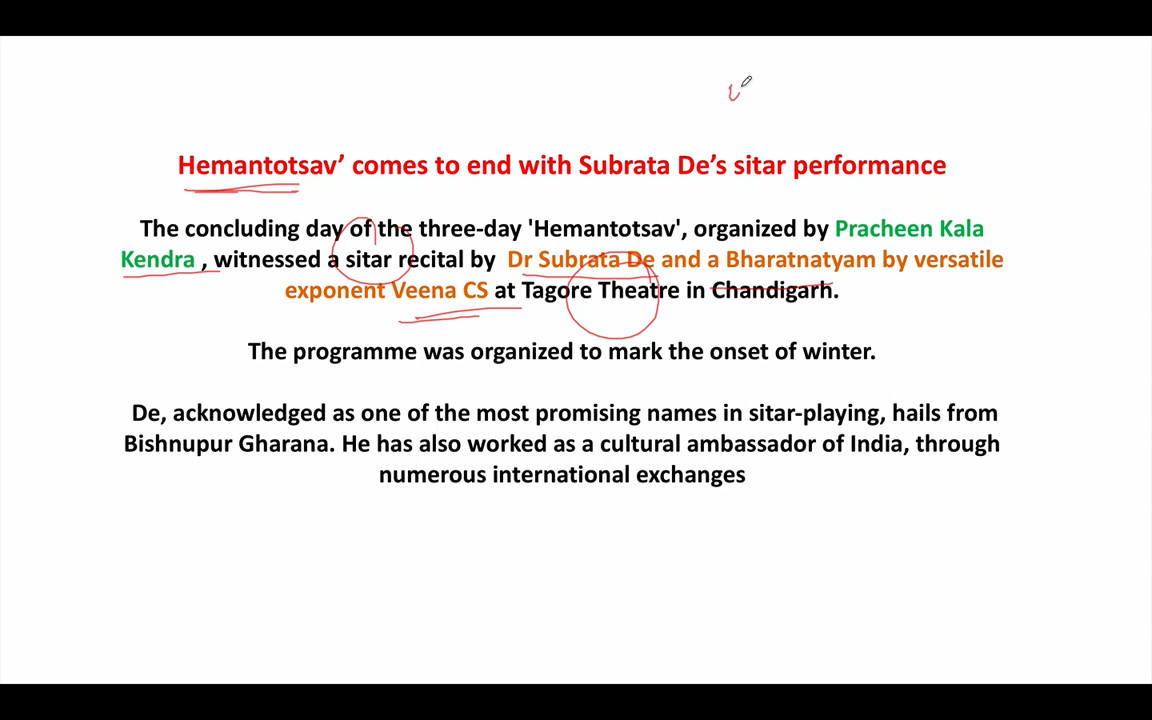 Hemantotsav’ comes to end with Subrata De’s sitar performance
The concluding day of the three-day 'Hemantotsav', organized by Pracheen Kala
Kendra , witnessed a sitar recital by Dr Subrata De and a Bharatnatyam by versatile
exponent Veena CS at Tagore Theatre in Chandigarh.
The programme was organized to mark the onset of winter.
De, acknowledged as one of the most promising names in sitar-playing, hails from
Bishnupur Gharana. He has also worked as a cultural ambassador of India, through
numerous international exchanges